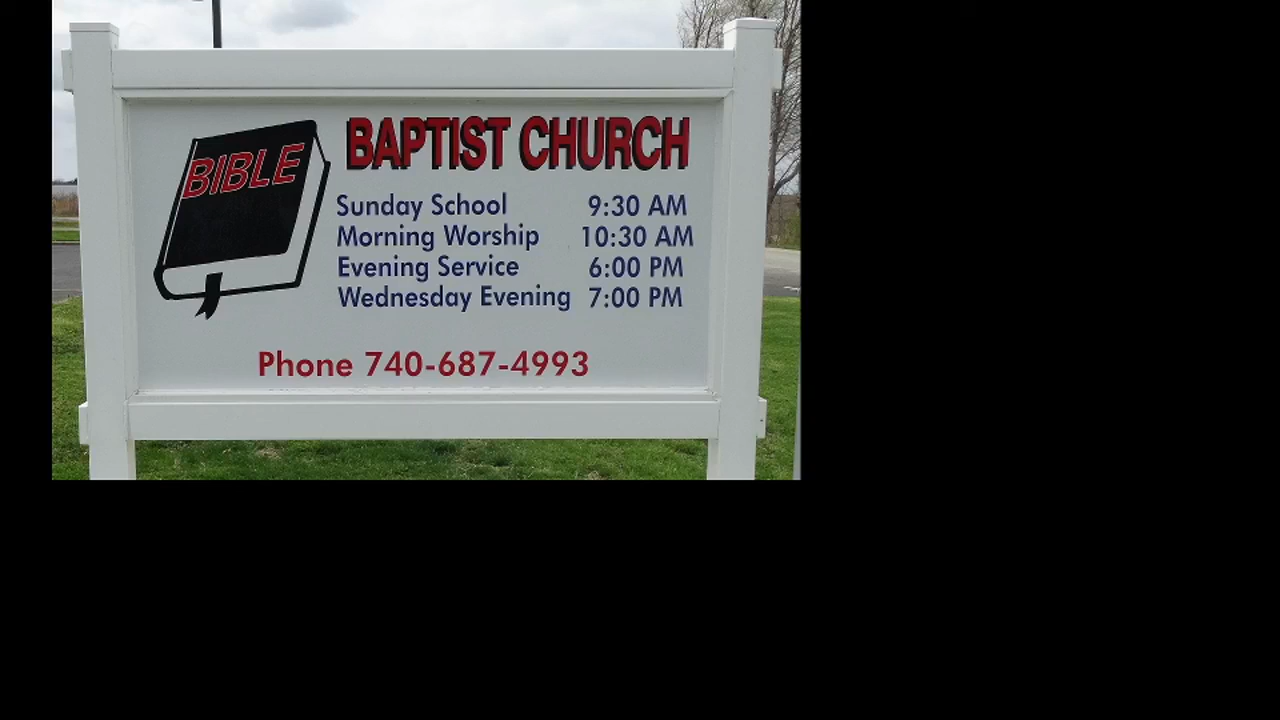 BIBLE BAPTIST CHURCH
Sunday School 9:30 AM
Morning Worship 10:30 AM
Evening Service 6:00 PM
Wednesday Evening 7:00 PM
Phone 740-687-4993